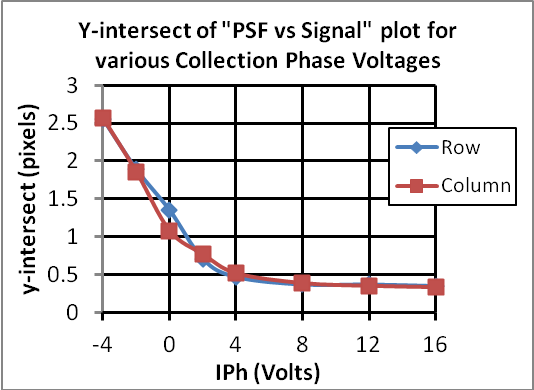 Y-intersect of "PSF vs Signal" plot for
various Collection Phase Voltages
3
2.5
2
1.5
1
0.5
0
y-intersect (pixels)
Row
Column
-4 0 4 8 12 16
IPh (Volts)